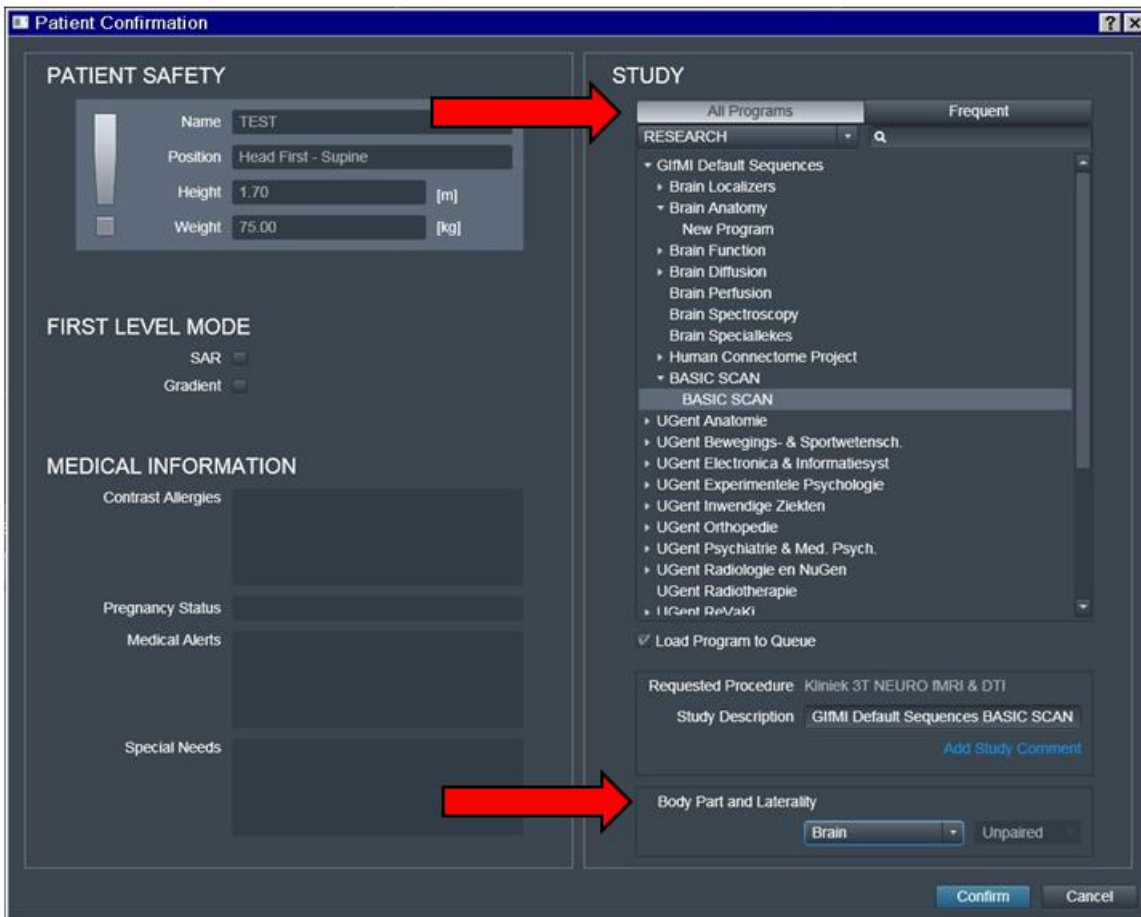 Patient Confirmation
PATIENT SAFETY
Name TEST
Position Head First - Supine
Height 1.70 [m]
Weight 75.00 [kg]
FIRST LEVEL MODE
SAR
Gradient
MEDICAL INFORMATION
Contrast Allergies
Pregnancy Status
Medical Alerts
Special Needs
STUDY
All Programs Frequent
RESEARCH
GIfMI Default Sequences
Brain Localizers
Brain Anatomy
New Program
Brain Function
Brain Diffusion
Brain Perfusion
Brain Spectroscopy
Brain Speciallekes
Human Connectome Project
BASIC SCAN
BASIC SCAN
UGent Anatomie
UGent Bewegings- & Sportwetensch.
UGent Electronica & Informatiesyst
UGent Experimentele Psychologie
UGent Inwendige Ziekten
UGent Orthopedie
UGent Psychiatrie & Med. Psych.
UGent Radiologie en NuGen
UGent Radiotherapie
UGent ReVaKi
Load Program to Queue
Requested Procedure Kliniek 3T NEURO fMRI & DTI
Study Description GIfMI Default Sequences BASIC SCAN
Add Study Comment
Body Part and Laterality
Brain Unpaired
Confirm Cancel